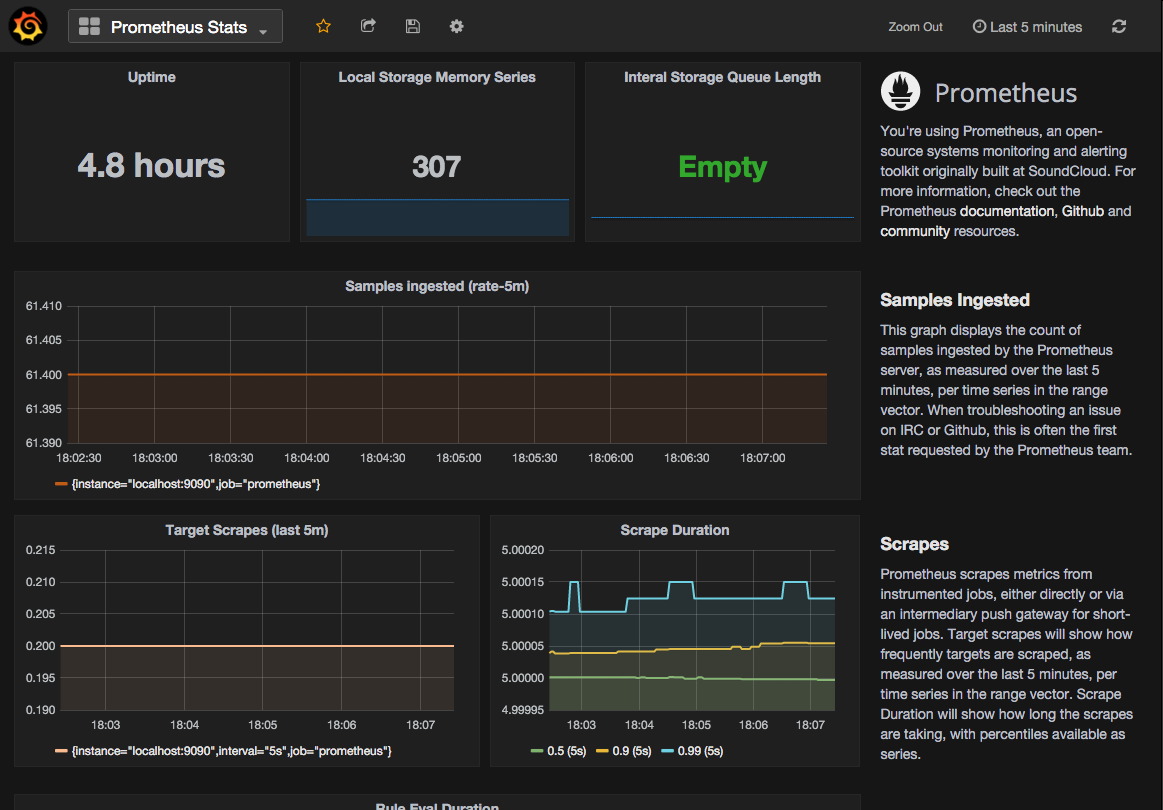 Prometheus Stats
Zoom Out
Last 5 minutes
Uptime
4.8 hours
Local Storage Memory Series
307
Interal Storage Queue Length
Empty
Prometheus
You're using Prometheus, an open-
source systems monitoring and alerting
toolkit originally built at SoundCloud. For
more information, check out the
Prometheus documentation, Github and
community resources.
Samples ingested (rate-5m)
61.410
61.405
61.400
61.395
61.390
18:02:30 18:03:00 18:03:30 18:04:00 18:04:30 18:05:00 18:05:30 18:06:00 18:06:30 18:07:00
{instance="localhost:9090",job="prometheus"}
Samples Ingested
This graph displays the count of
samples ingested by the Prometheus
server, as measured over the last 5
minutes, per time series in the range
vector. When troubleshooting an issue
on IRC or Github, this is often the first
stat requested by the Prometheus team.
Target Scrapes (last 5m)
0.215
0.210
0.205
0.200
0.195
0.190
18:03 18:04 18:05 18:06 18:07
{instance="localhost:9090",interval="5s",job="prometheus"}
Scrape Duration
5.00020
5.00015
5.00010
5.00005
5.00000
4.99995
18:03 18:04 18:05 18:06 18:07
0.5 (5s) 0.9 (5s) 0.99 (5s)
Scrapes
Prometheus scrapes metrics from
instrumented jobs, either directly or via
an intermediary push gateway for short-
lived jobs. Target scrapes will show how
frequently targets are scraped, as
measured over the last 5 minutes, per
time series in the range vector. Scrape
Duration will show how long the scrapes
are taking, with percentiles available as
series.
Rule Eval Duration